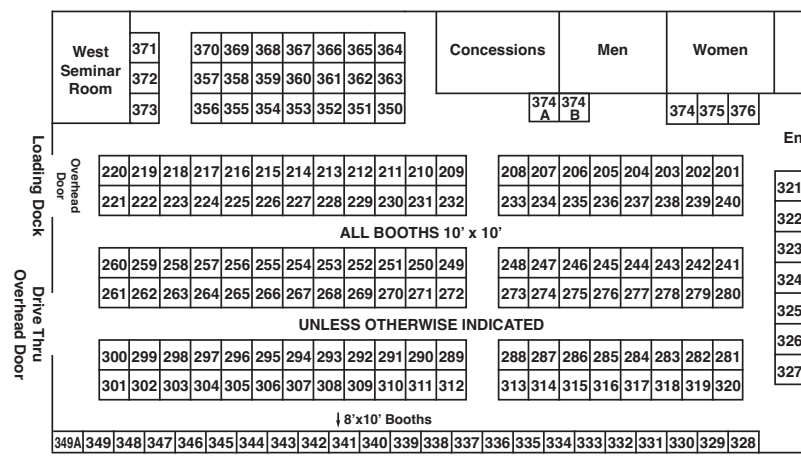 West
Seminar
Room
371
372
373
370 369 368 367 366 365 364
357 358 359 360 361 362 363
356 355 354 353 352 351 350
Concessions
Men
Women
374 A
374 B
374 375 376
En
Loading Dock
Overhead
Door
220 219 218 217 216 215 214 213 212 211 210 209
208 207 206 205 204 203 202 201
221 222 223 224 225 226 227 228 229 230 231 232
233 234 235 236 237 238 239 240
ALL BOOTHS 10' x 10'
260 259 258 257 256 255 254 253 252 251 250 249
248 247 246 245 244 243 242 241
261 262 263 264 265 266 267 268 269 270 271 272
273 274 275 276 277 278 279 280
Drive Thru
Overhead Door
UNLESS OTHERWISE INDICATED
300 299 298 297 296 295 294 293 292 291 290 289
288 287 286 285 284 283 282 281
301 302 303 304 305 306 307 308 309 310 311 312
313 314 315 316 317 318 319 320
321
322
323
324
325
326
327
8'x10' Booths
349A 349 348 347 346 345 344 343 342 341 340 339 338 337 336 335 334 333 332 331 330 329 328